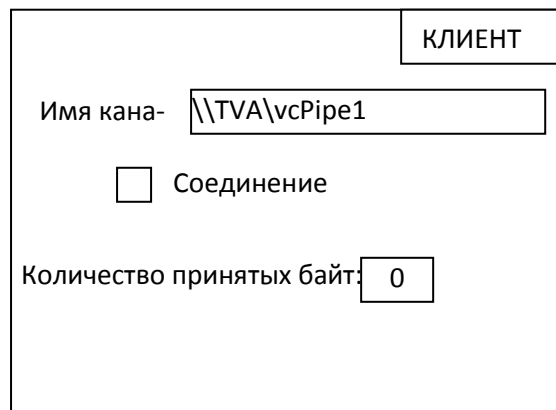 КЛИЕНТ
Имя кана- \\TVA\vcPipe1
Соединение
Количество принятых байт: 0